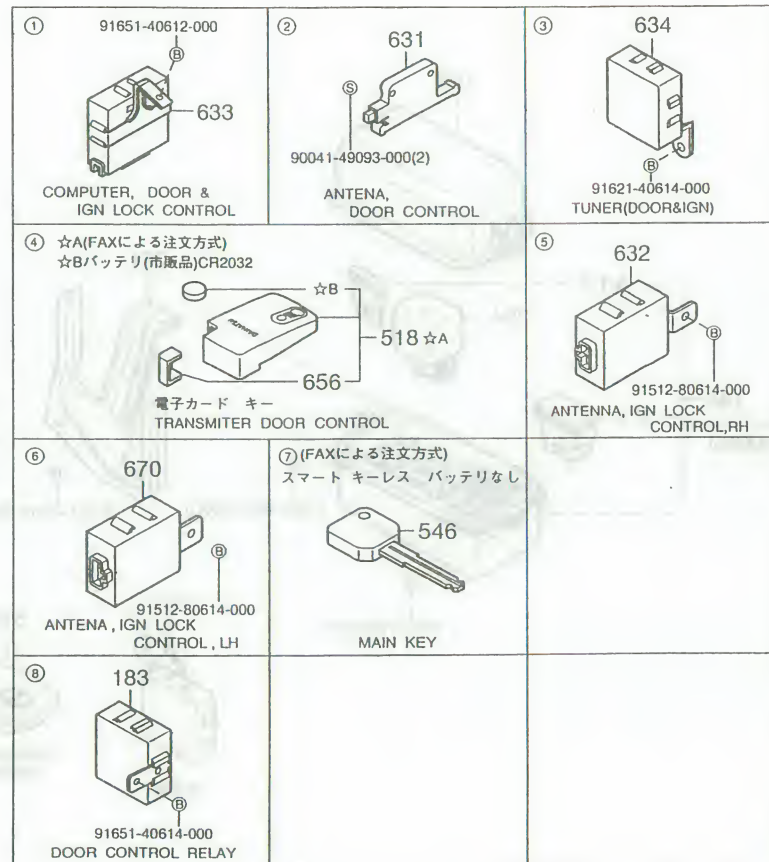 ① 91651-40612-000
Ⓑ
633
COMPUTER, DOOR &
IGN LOCK CONTROL
② 631
Ⓢ
90041-49093-000(2)
ANTENA,
DOOR CONTROL
③ 634
Ⓑ
91621-40614-000
TUNER(DOOR&IGN)
④ ☆A(FAXによる注文方式)
☆Bバッテリ(市販品)CR2032
☆B
518 ☆A
656
電子カード キー
TRANSMITER DOOR CONTROL
⑤ 632
Ⓑ
91512-80614-000
ANTENNA, IGN LOCK
CONTROL,RH
⑥ 670
Ⓑ
91512-80614-000
ANTENA , IGN LOCK
CONTROL , LH
⑦ (FAXによる注文方式)
スマート キーレス バッテリなし
546
MAIN KEY
⑧ 183
Ⓑ
91651-40614-000
DOOR CONTROL RELAY